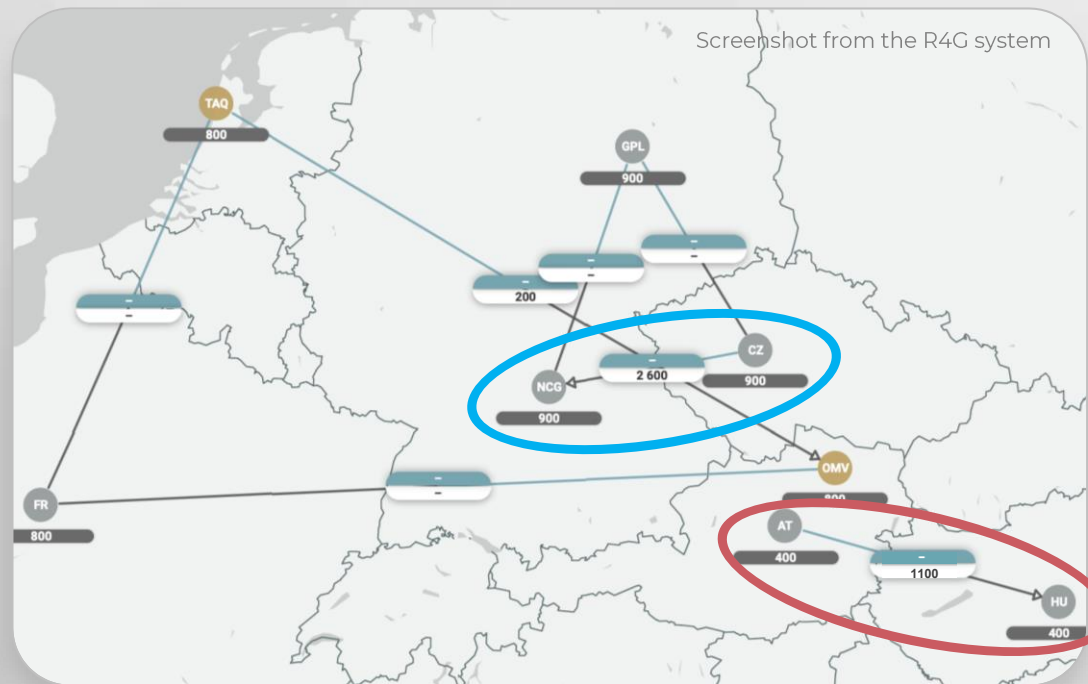 Screenshot from the R4G system
TAQ
800
GPL
900
–
–
–
–
–
200
–
–
CZ
900
–
2 600
NCG
900
OMV
800
–
–
FR
800
AT
400
–
1100
HU
400